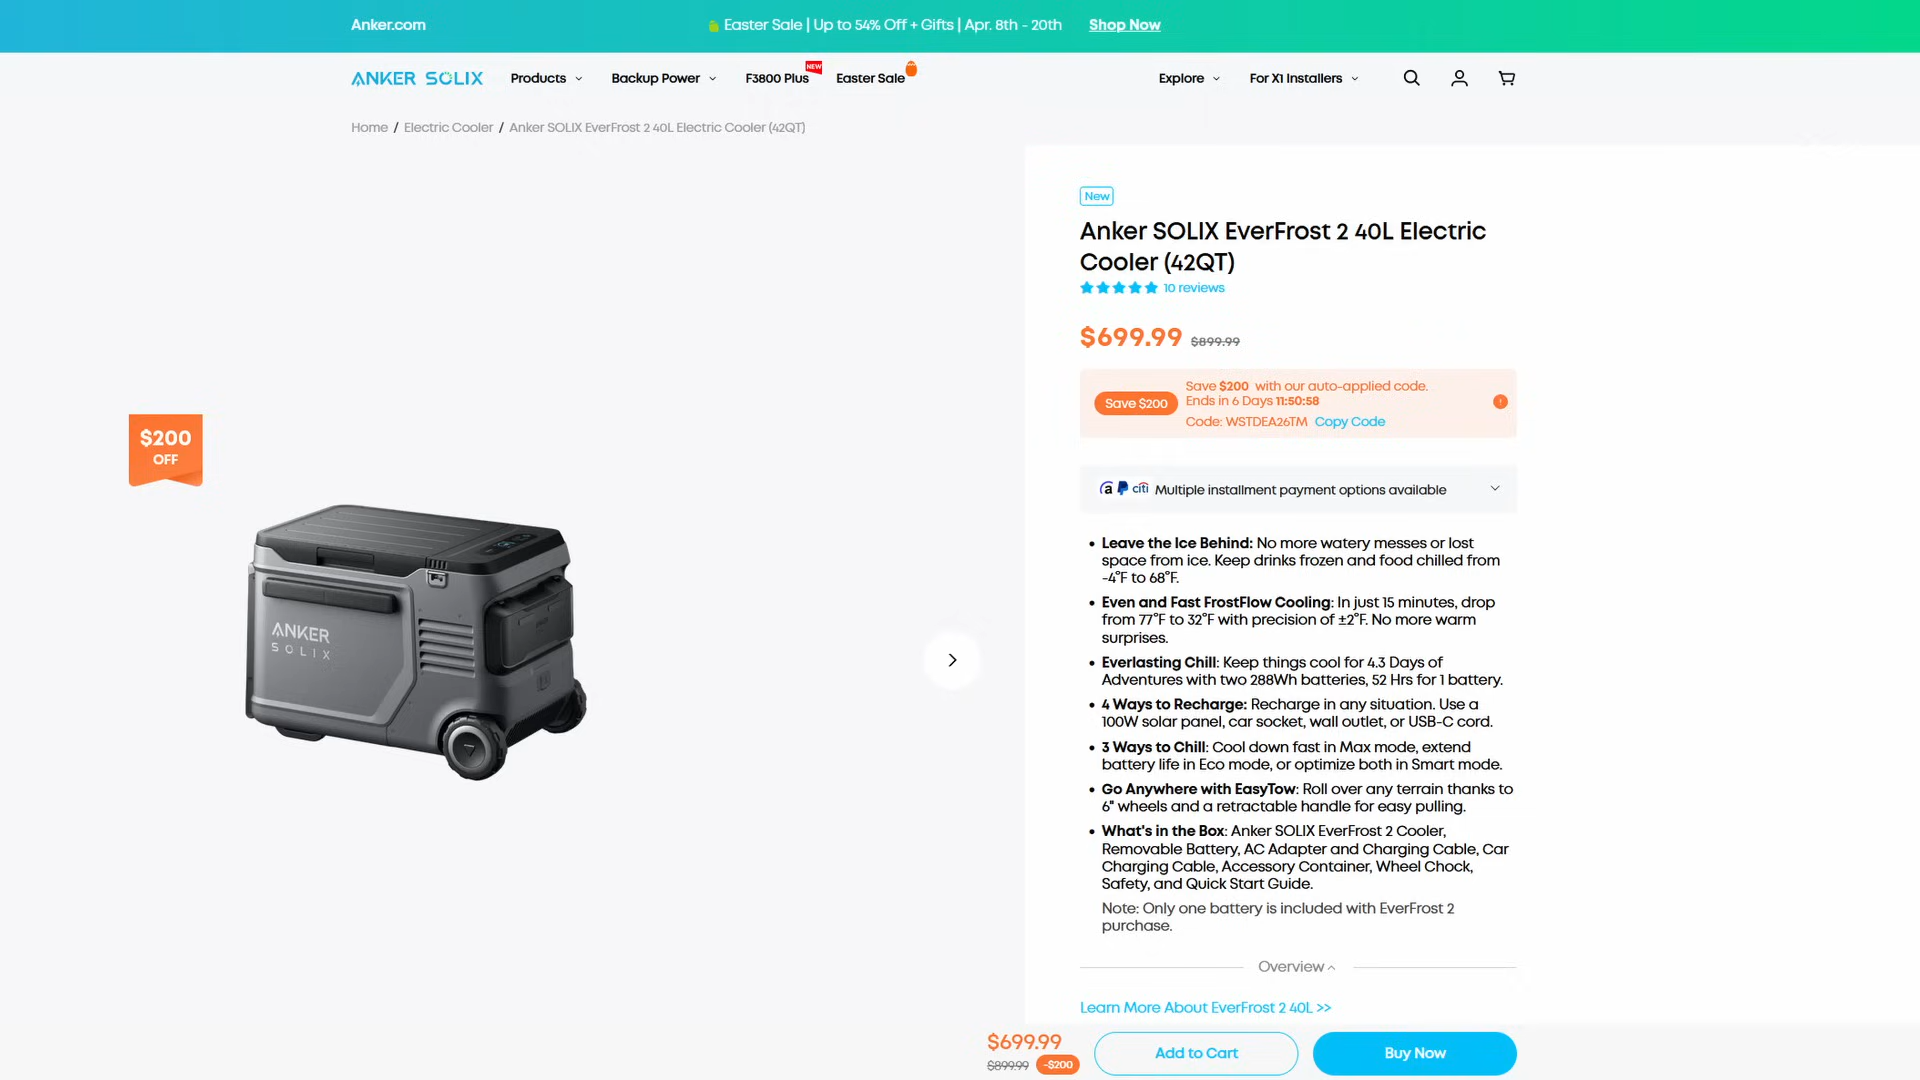 Anker.com
Easter Sale | Up to 54% Off + Gifts | Apr. 8th - 20th
Shop Now
ANKER SOLIX
Products
Backup Power
F3800 Plus
NEW
Easter Sale
Explore
For X1 Installers
Home / Electric Cooler / Anker SOLIX EverFrost 2 40L Electric Cooler (42QT)
$200
OFF
ANKER
SOLIX
New
Anker SOLIX EverFrost 2 40L Electric
Cooler (42QT)
10 reviews
$699.99 $899.99
Save $200
Save $200 with our auto-applied code.
Ends in 6 Days 11:50:58
Code: WSTDEA26TM Copy Code
a citi Multiple installment payment options available
• Leave the Ice Behind: No more watery messes or lost
space from ice. Keep drinks frozen and food chilled from
-4°F to 68°F.
• Even and Fast FrostFlow Cooling: In just 15 minutes, drop
from 77°F to 32°F with precision of ±2°F. No more warm
surprises.
• Everlasting Chill: Keep things cool for 4.3 Days of
Adventures with two 288Wh batteries, 52 Hrs for 1 battery.
• 4 Ways to Recharge: Recharge in any situation. Use a
100W solar panel, car socket, wall outlet, or USB-C cord.
• 3 Ways to Chill: Cool down fast in Max mode, extend
battery life in Eco mode, or optimize both in Smart mode.
• Go Anywhere with EasyTow: Roll over any terrain thanks to
6" wheels and a retractable handle for easy pulling.
• What's in the Box: Anker SOLIX EverFrost 2 Cooler,
Removable Battery, AC Adapter and Charging Cable, Car
Charging Cable, Accessory Container, Wheel Chock,
Safety, and Quick Start Guide.
Note: Only one battery is included with EverFrost 2
purchase.
Overview
Learn More About EverFrost 2 40L >>
$699.99
$899.99 -$200
Add to Cart
Buy Now